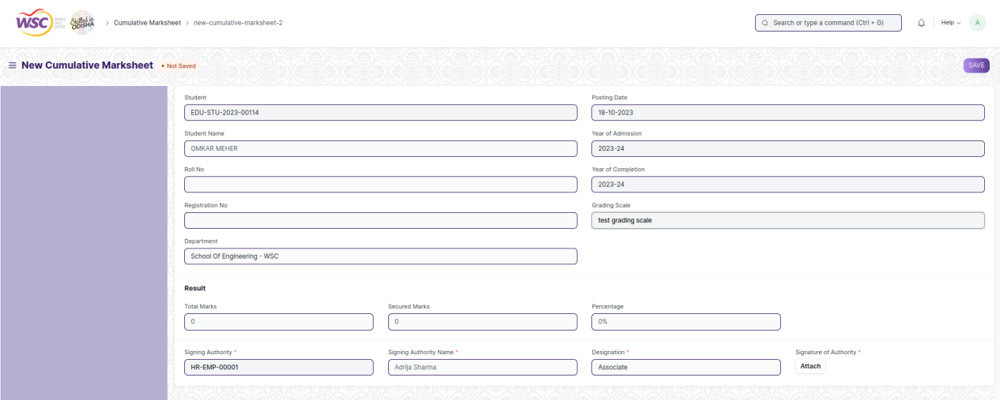 WSC WORLD SKILL CENTER Skilled in ODISHA > Cumulative Marksheet > new-cumulative-marksheet-2 Search or type a command (Ctrl + G) Help A
New Cumulative Marksheet • Not Saved SAVE
Student Posting Date
EDU-STU-2023-00114 18-10-2023
Student Name Year of Admission
OMKAR MEHER 2023-24
Roll No Year of Completion
2023-24
Registration No Grading Scale
test grading scale
Department
School Of Engineering - WSC
Result
Total Marks Secured Marks Percentage
0 0 0%
Signing Authority * Signing Authority Name * Designation * Signature of Authority *
HR-EMP-00001 Adrija Sharma Associate Attach